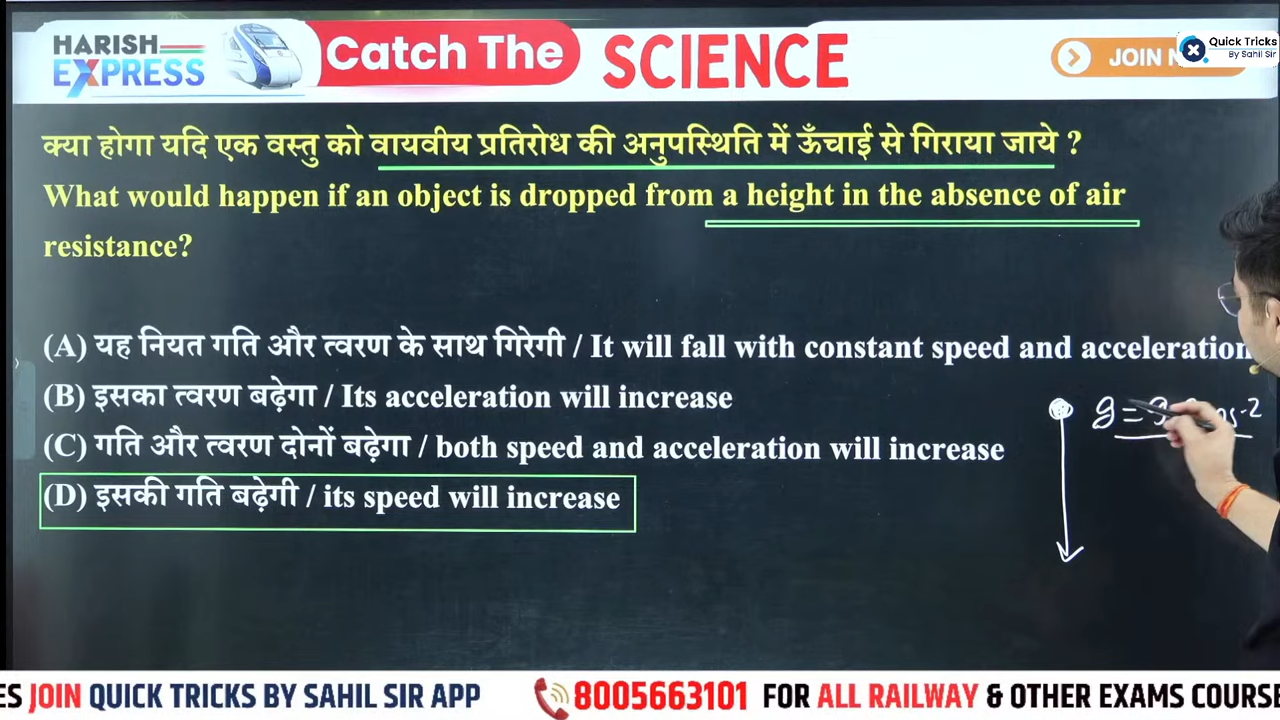 HARISH
EXPRESS
Catch The SCIENCE
JOIN
Quick Tricks
By Sahil Sir
क्या होगा यदि एक वस्तु को वायवीय प्रतिरोध की अनुपस्थिति में ऊँचाई से गिराया जाये ?
What would happen if an object is dropped from a height in the absence of air
resistance?
(A) यह नियत गति और त्वरण के साथ गिरेगी / It will fall with constant speed and acceleration
(B) इसका त्वरण बढ़ेगा / Its acceleration will increase
g =
(C) गति और त्वरण दोनों बढ़ेगा / both speed and acceleration will increase
(D) इसकी गति बढ़ेगी / its speed will increase
JOIN QUICK TRICKS BY SAHIL SIR APP 8005663101 FOR ALL RAILWAY & OTHER EXAMS